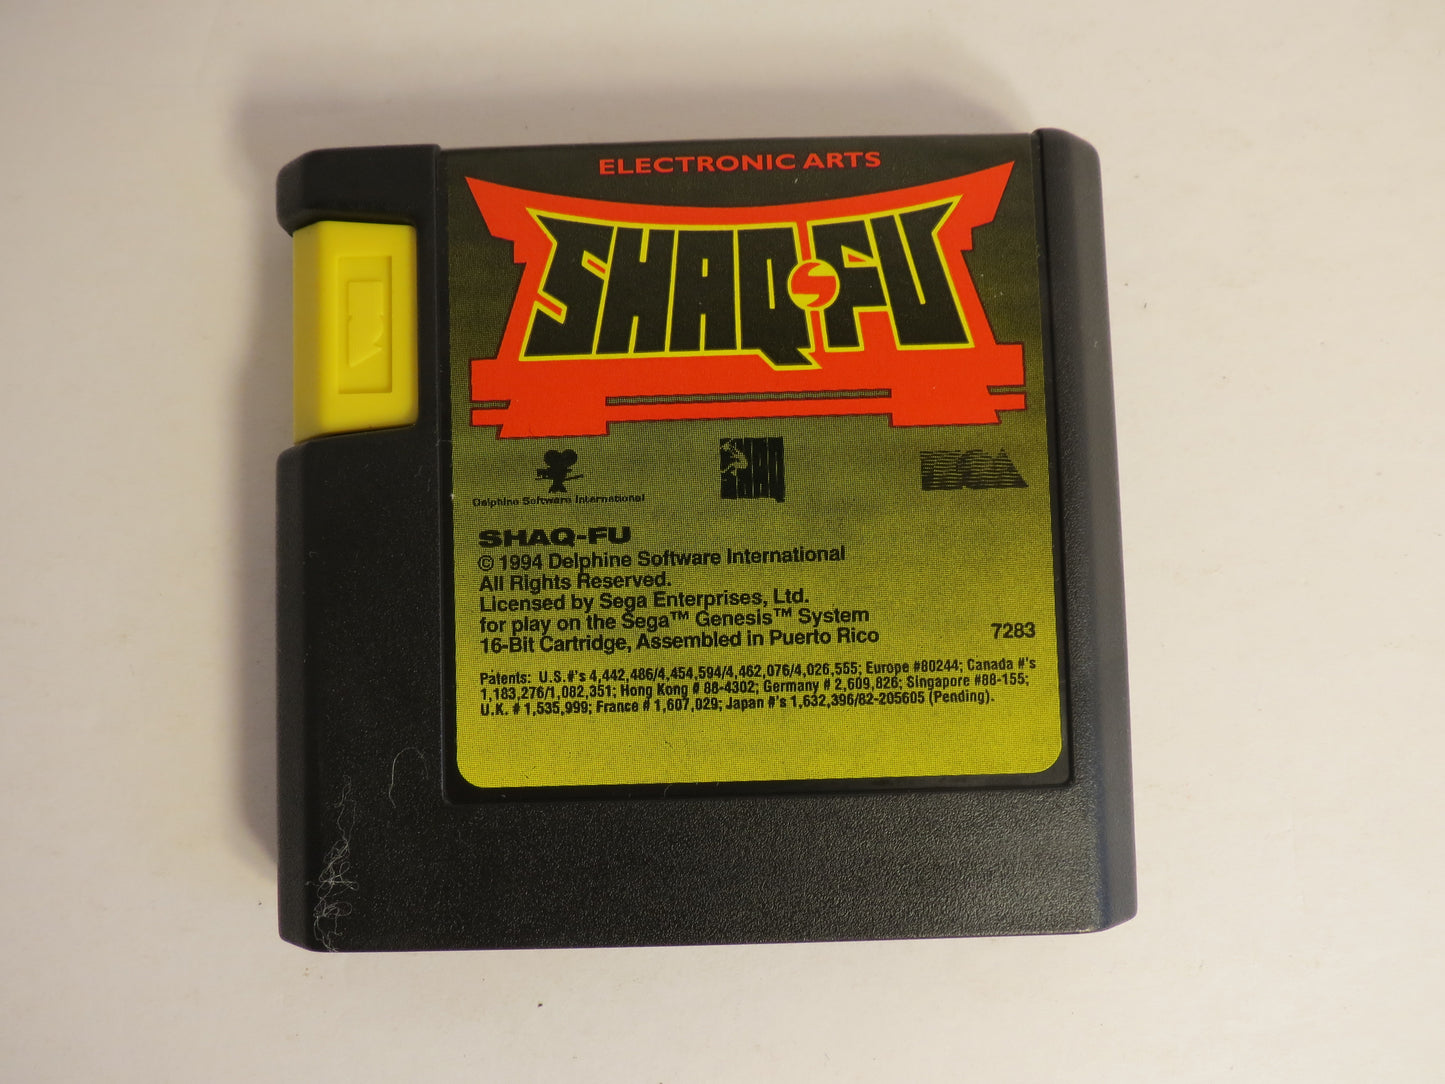 ELECTRONIC ARTS
SHAQ FU
Delphine Software International
SHAQ
EA
SHAQ-FU
© 1994 Delphine Software International
All Rights Reserved.
Licensed by Sega Enterprises, Ltd.
for play on the Sega™ Genesis™ System
16-Bit Cartridge, Assembled in Puerto Rico
7283
Patents: U.S.#'s 4,442,486/4,454,594/4,462,076/4,026,555; Europe #80244; Canada #'s
1,183,276/1,082,351; Hong Kong # 88-4302; Germany # 2,609,826; Singapore #88-155;
U.K. # 1,535,999; France # 1,607,029; Japan #'s 1,632,396/82-205605 (Pending).